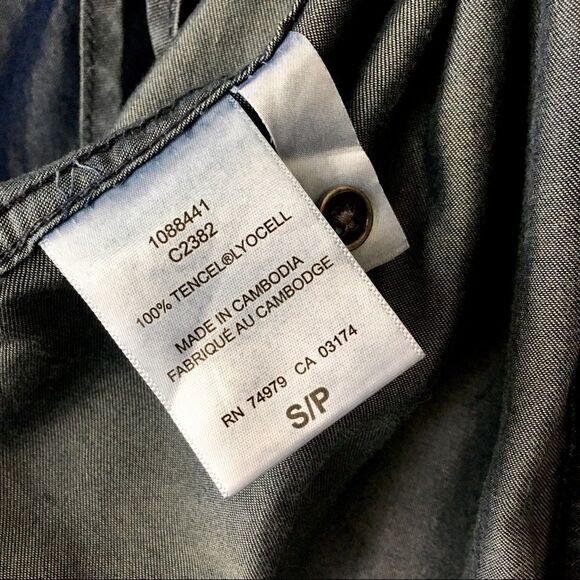 1088441
C2382
100% TENCEL®LYOCELL
MADE IN CAMBODIA
FABRIQUÉ AU CAMBODGE
RN 74979 CA 03174
S/P